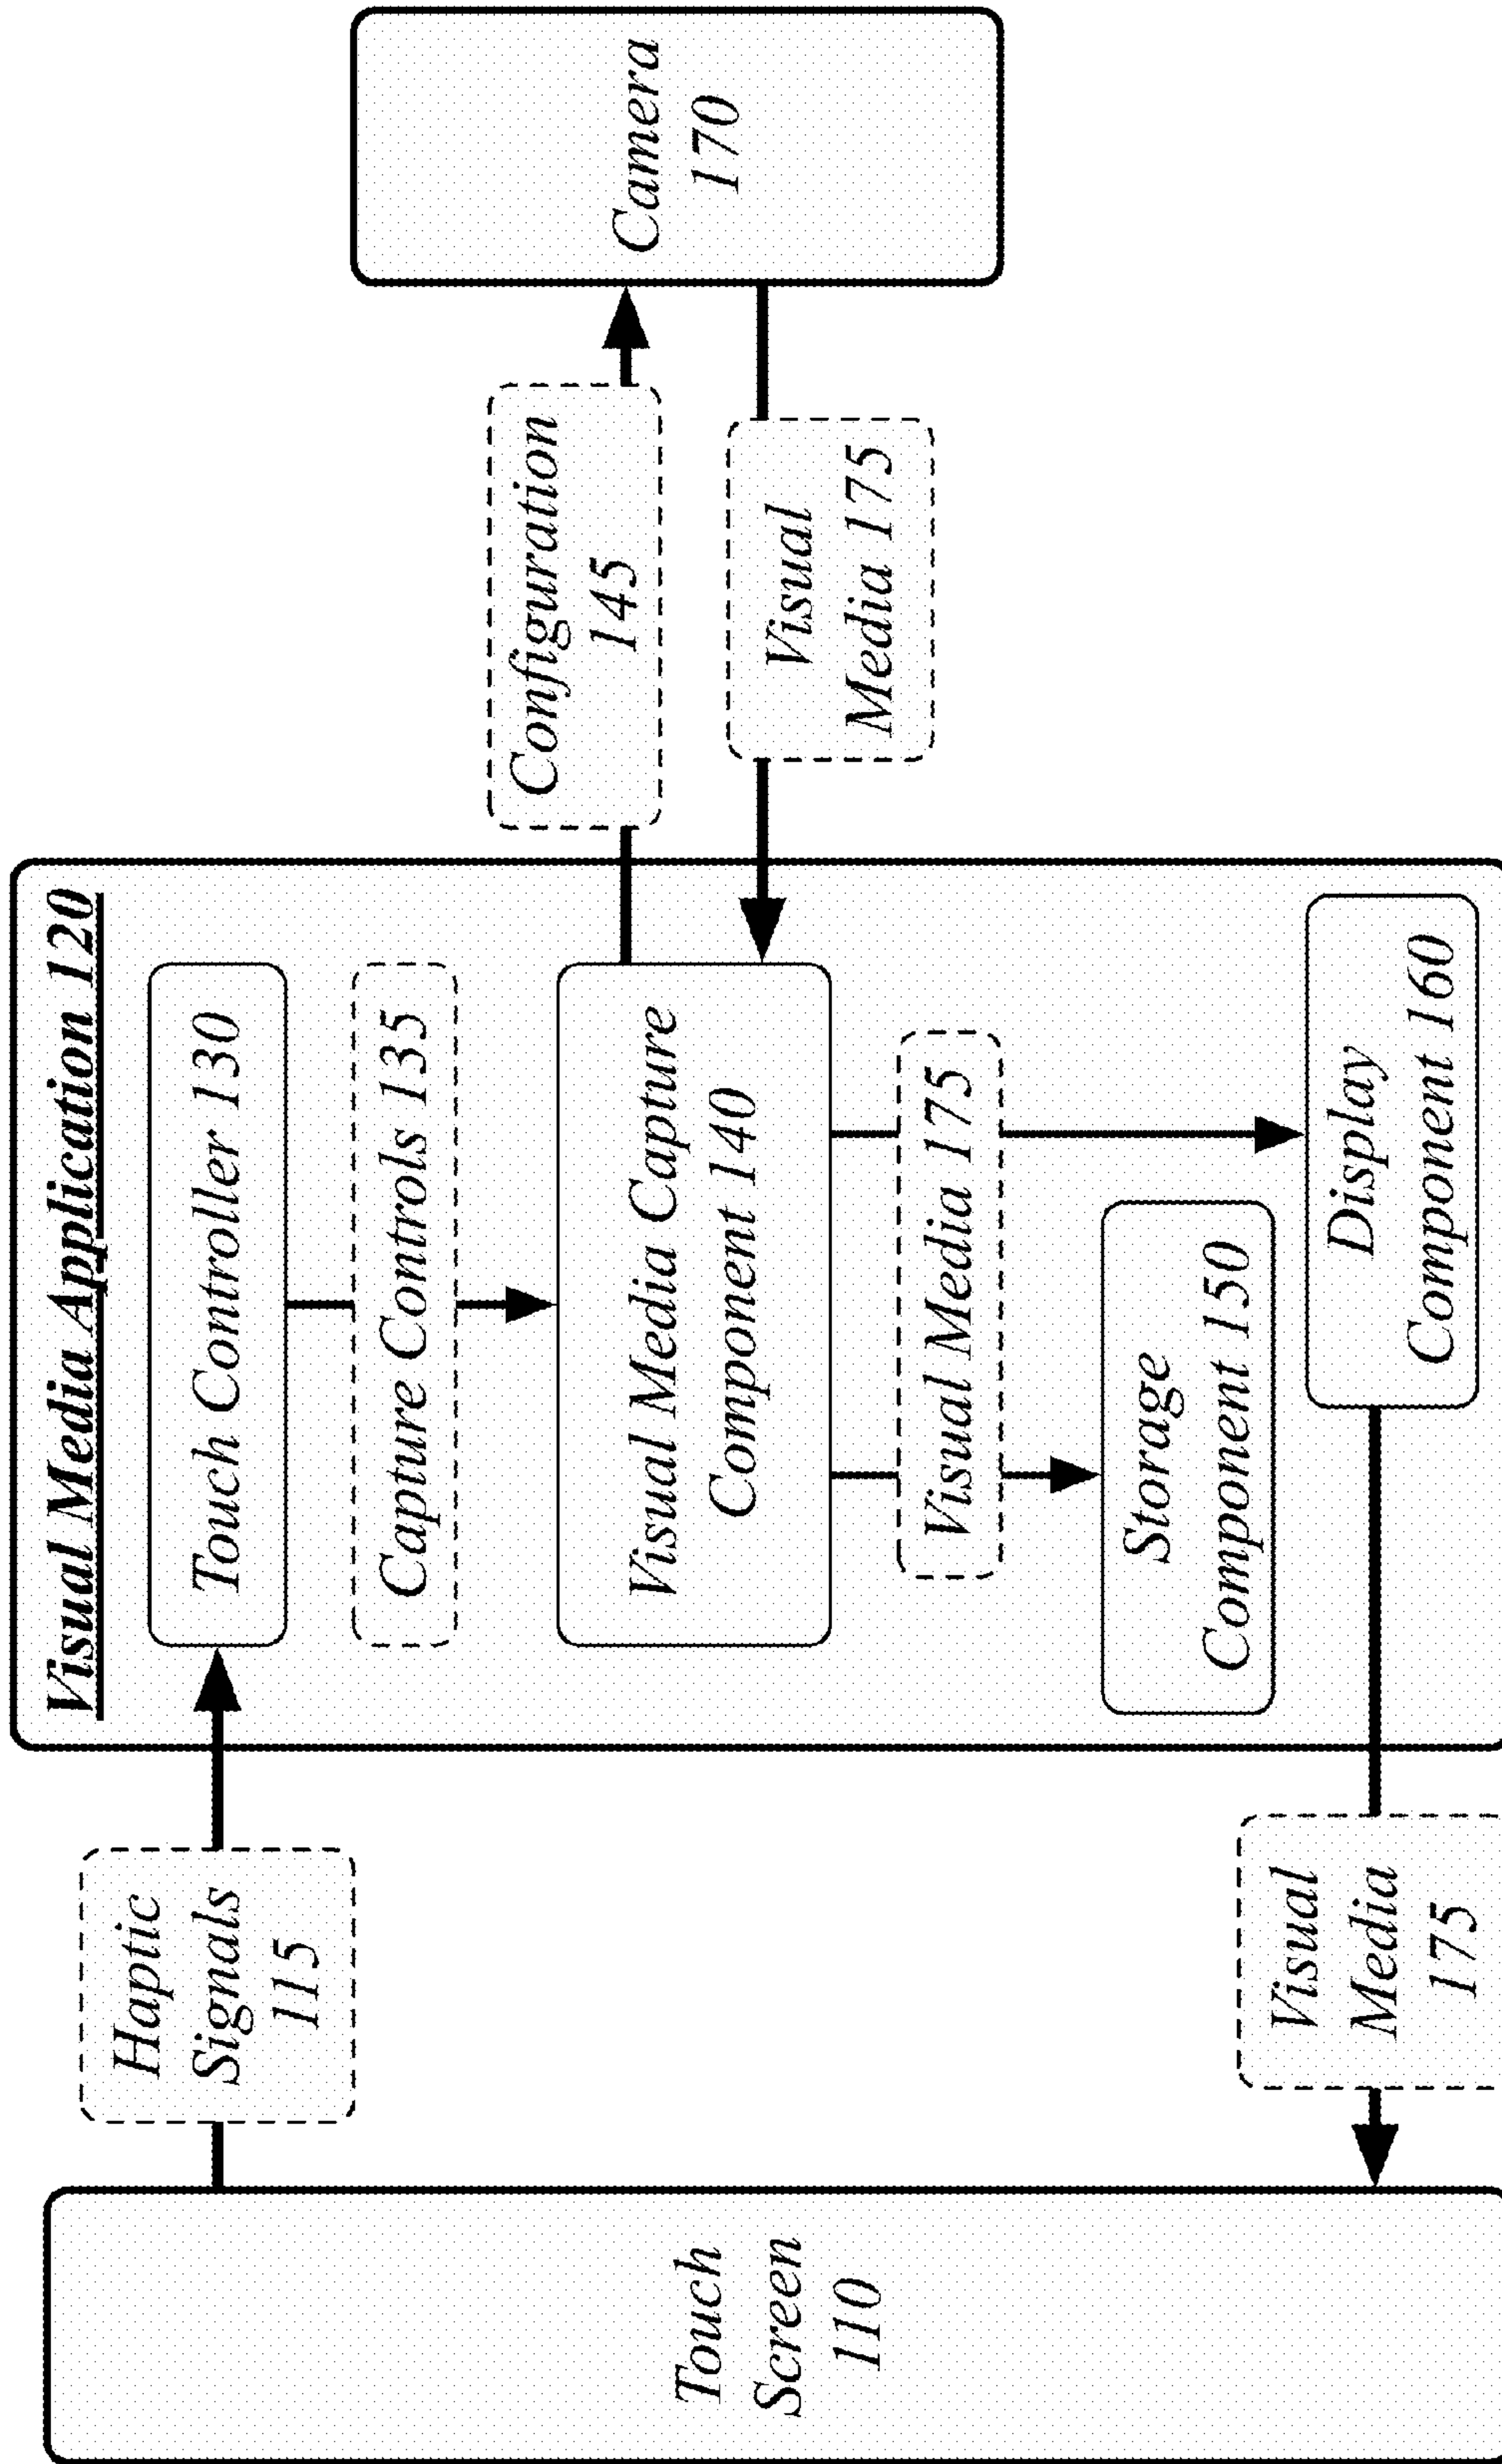 Visual Media Application 120
Touch
Screen
110
Haptic
Signals
115
Touch Controller 130
Capture Controls 135
Visual Media Capture
Component 140
Configuration
145
Camera
170
Visual
Media 175
Visual Media 175
Storage
Component 150
Display
Component 160
Visual
Media
175